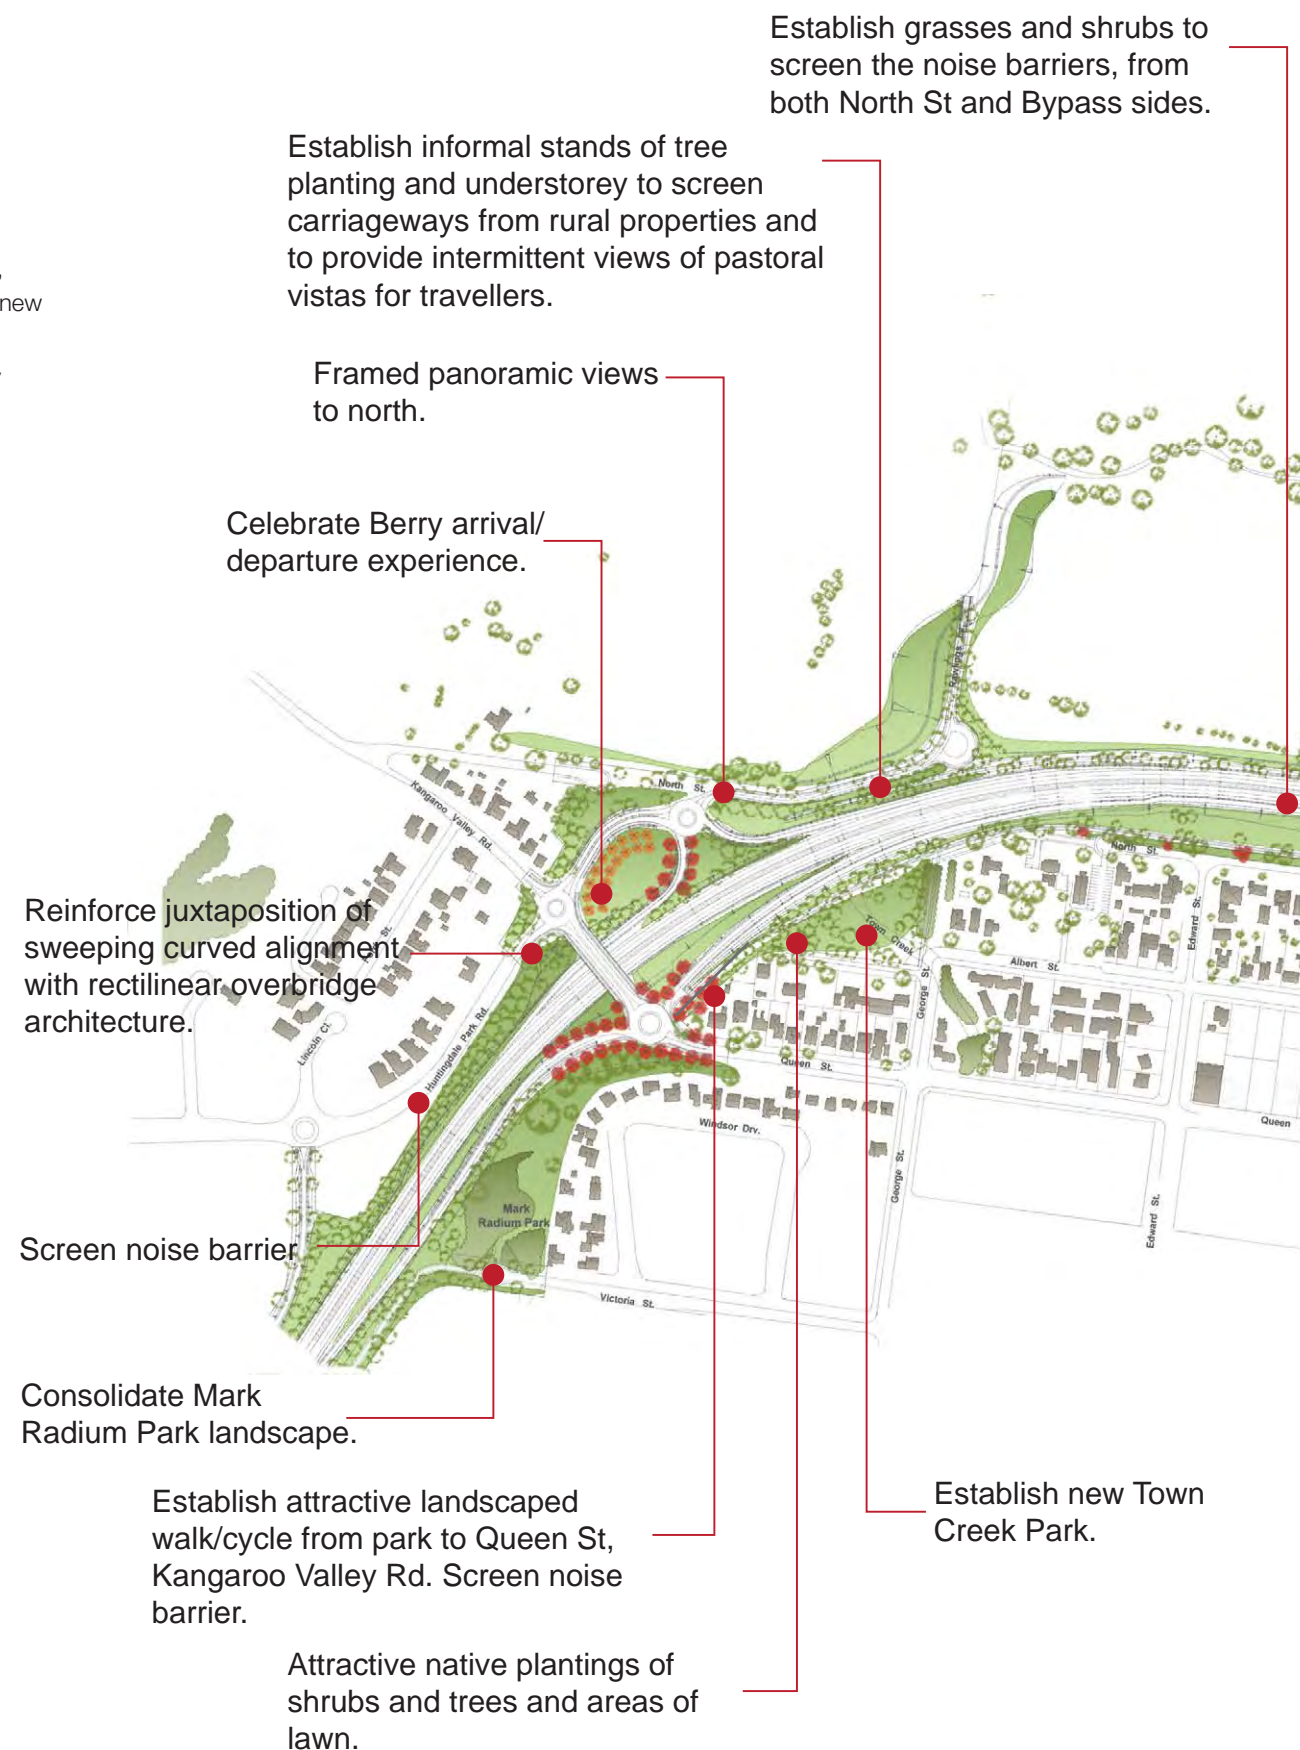 Establish grasses and shrubs to
screen the noise barriers, from
both North St and Bypass sides.
Establish informal stands of tree
planting and understorey to screen
carriageways from rural properties and
to provide intermittent views of pastoral
vistas for travellers.
new
Framed panoramic views
to north.
Celebrate Berry arrival/
departure experience.
Reinforce juxtaposition of
sweeping curved alignment
with rectilinear overbridge
architecture.
Screen noise barrier
Consolidate Mark
Radium Park landscape.
Establish attractive landscaped
walk/cycle from park to Queen St,
Kangaroo Valley Rd. Screen noise
barrier.
Attractive native plantings of
shrubs and trees and areas of
lawn.
Establish new Town
Creek Park.
North St.
Kangaroo Valley Rd.
North St.
Edward St.
Town Creek
George St.
Albert St.
Lincoln Cl.
Huntingdale Park Rd.
Queen St.
Queen
Windsor Drv.
George St.
Edward St.
Mark
Radium Park
Victoria St.